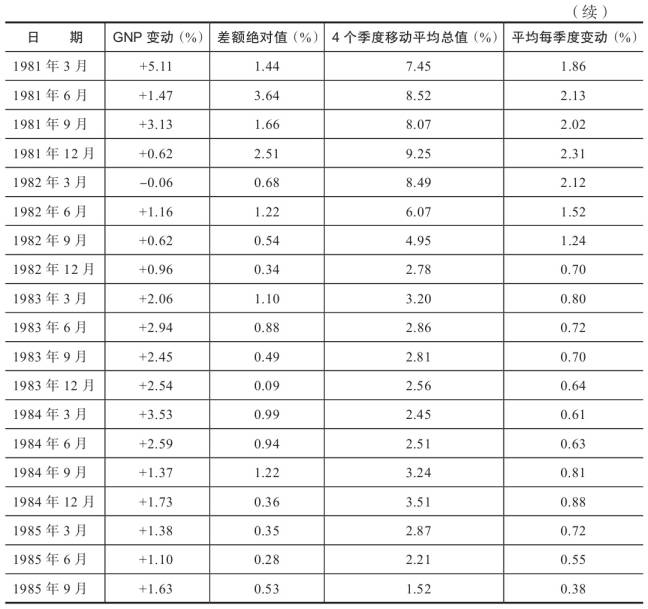 （续）
日 期 GNP 变动（%） 差额绝对值（%） 4 个季度移动平均总值（%） 平均每季度变动（%）
1981 年 3 月 +5.11 1.44 7.45 1.86
1981 年 6 月 +1.47 3.64 8.52 2.13
1981 年 9 月 +3.13 1.66 8.07 2.02
1981 年 12 月 +0.62 2.51 9.25 2.31
1982 年 3 月 −0.06 0.68 8.49 2.12
1982 年 6 月 +1.16 1.22 6.07 1.52
1982 年 9 月 +0.62 0.54 4.95 1.24
1982 年 12 月 +0.96 0.34 2.78 0.70
1983 年 3 月 +2.06 1.10 3.20 0.80
1983 年 6 月 +2.94 0.88 2.86 0.72
1983 年 9 月 +2.45 0.49 2.81 0.70
1983 年 12 月 +2.54 0.09 2.56 0.64
1984 年 3 月 +3.53 0.99 2.45 0.61
1984 年 6 月 +2.59 0.94 2.51 0.63
1984 年 9 月 +1.37 1.22 3.24 0.81
1984 年 12 月 +1.73 0.36 3.51 0.88
1985 年 3 月 +1.38 0.35 2.87 0.72
1985 年 6 月 +1.10 0.28 2.21 0.55
1985 年 9 月 +1.63 0.53 1.52 0.38